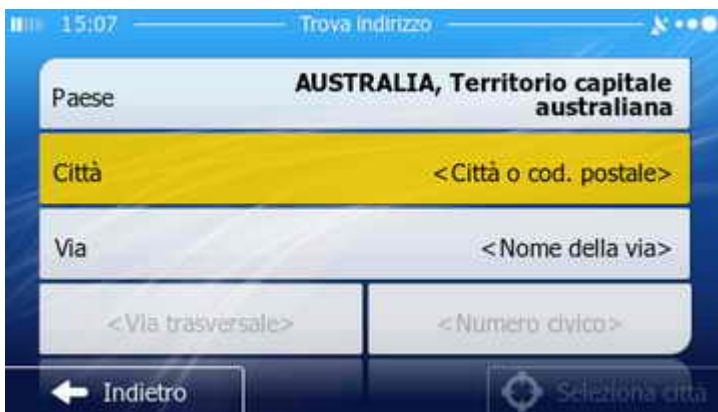 15:07 Trova indirizzo
Paese AUSTRALIA, Territorio capitale
australiana
Città <Città o cod. postale>
Via <Nome della via>
<Via trasversale> <Numero civico>
Indietro Seleziona città